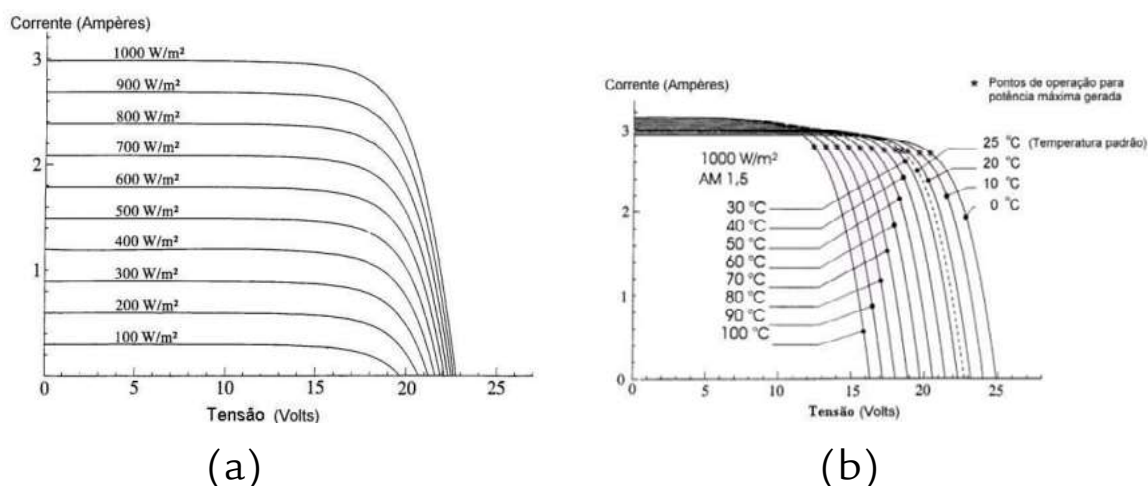 Corrente (Ampères)
3
2
1
0
5
10
15
20
25
1000 W/m²
900 W/m²
800 W/m²
700 W/m²
600 W/m²
500 W/m²
400 W/m²
300 W/m²
200 W/m²
100 W/m²
Tensão (Volts)
(a)
Corrente (Ampères)
★ Pontos de operação para
potência máxima gerada
3
2
1
0
0
5
10
15
20
25
1000 W/m²
AM 1,5
25 °C (Temperatura padrão)
20 °C
10 °C
0 °C
30 °C
40 °C
50 °C
60 °C
70 °C
80 °C
90 °C
100 °C
Tensão (Volts)
(b)